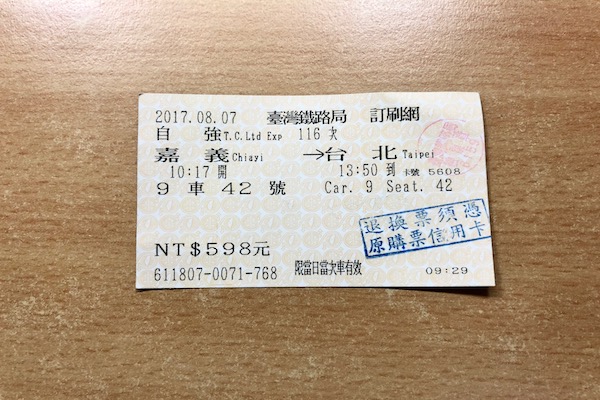 2017.08.07 臺灣鐵路局 訂刷網
自 強 T.C.Ltd Exp 116 次
嘉 義 Chiayi →台 北 Taipei
10:17 開 13:50 到 卡號 5608
9 車 42 號 Car. 9 Seat. 42
退換票須憑
原購票信用卡
NT$598元
611807-0071-768 限當日當次車有效 09:29